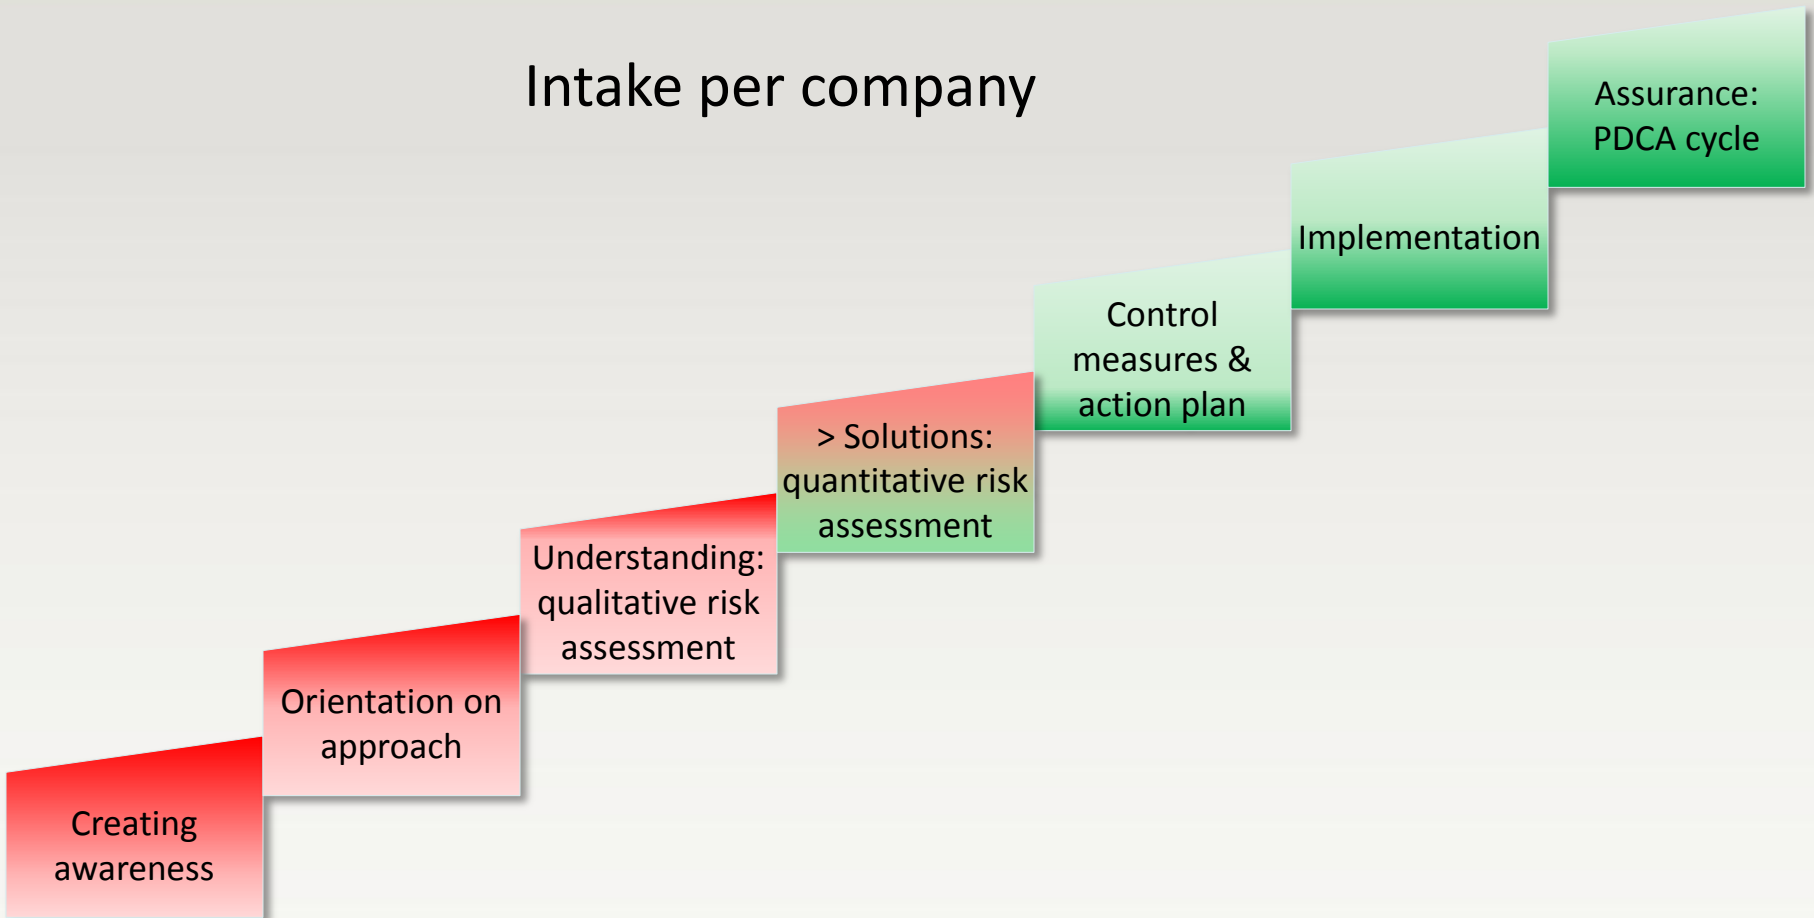 Intake per company
Creating
awareness
Orientation on
approach
Understanding:
qualitative risk
assessment
> Solutions:
quantitative risk
assessment
Control
measures &
action plan
Implementation
Assurance:
PDCA cycle